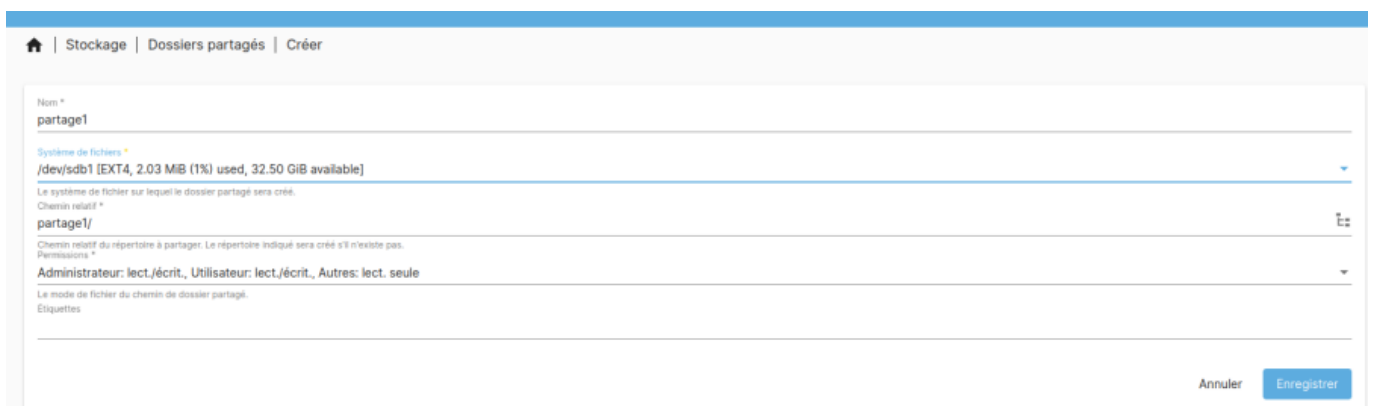 Stockage | Dossiers partagés | Créer
Nom *
partage1
Système de fichiers *
/dev/sdb1 [EXT4, 2.03 MiB (1%) used, 32.50 GiB available]
Le système de fichier sur lequel le dossier partagé sera créé.
Chemin relatif *
partage1/
Chemin relatif du répertoire à partager. Le répertoire indiqué sera créé s'il n'existe pas.
Permissions *
Administrateur: lect./écrit., Utilisateur: lect./écrit., Autres: lect. seule
Le mode de fichier du chemin de dossier partagé.
Étiquettes
Annuler Enregistrer